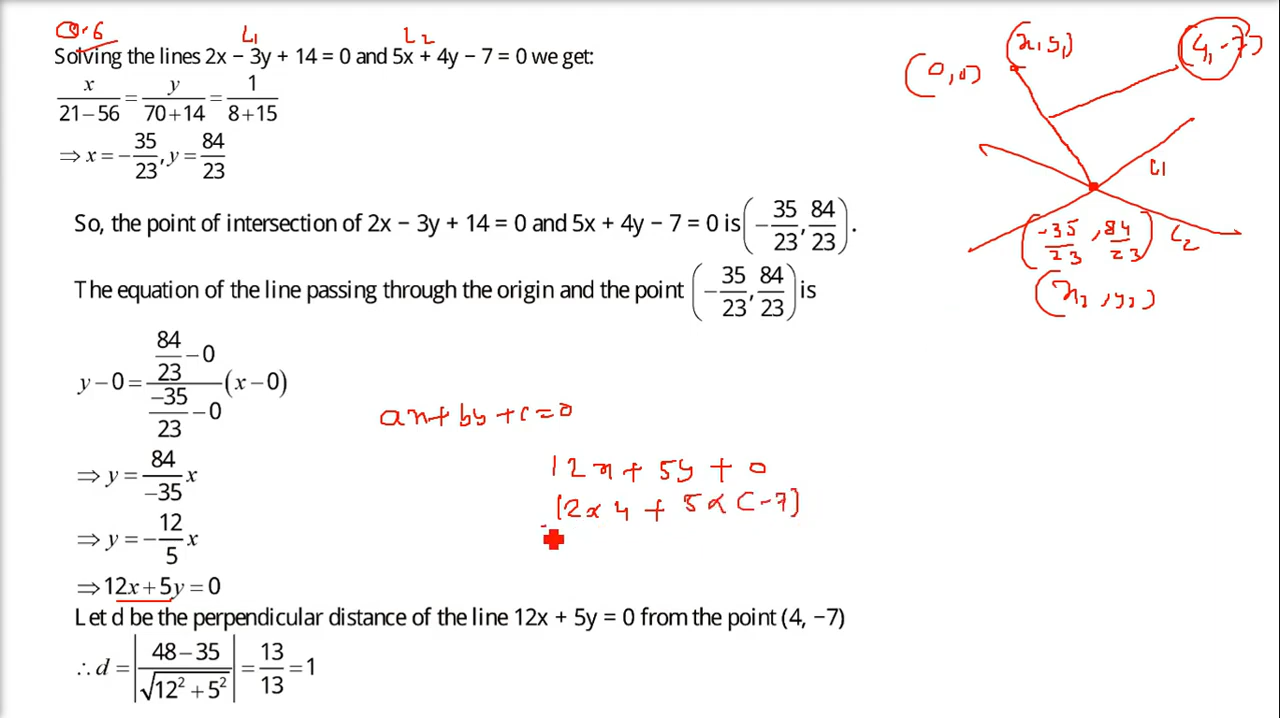 Q.6
L1 L2
Solving the lines 2x − 3y + 14 = 0 and 5x + 4y − 7 = 0 we get:
x/(21−56) = y/(70+14) = 1/(8+15)
⇒ x = −35/23, y = 84/23
So, the point of intersection of 2x − 3y + 14 = 0 and 5x + 4y − 7 = 0 is (−35/23, 84/23).
The equation of the line passing through the origin and the point (−35/23, 84/23) is
y−0 = (84/23 −0)/(−35/23 −0) (x−0)
⇒ y = 84/−35 x
⇒ y = −12/5 x
⇒ 12x + 5y = 0
Let d be the perpendicular distance of the line 12x + 5y = 0 from the point (4, −7)
∴ d = |(48−35)/√(12² + 5²)| = 13/13 = 1
ax + by + c = 0
12x + 5y + 0
12x4 + 5x(-7)
(x1, y1)
(4, -7)
(0, 0)
L1
(-35/23, 84/23) L2
(x2, y2)